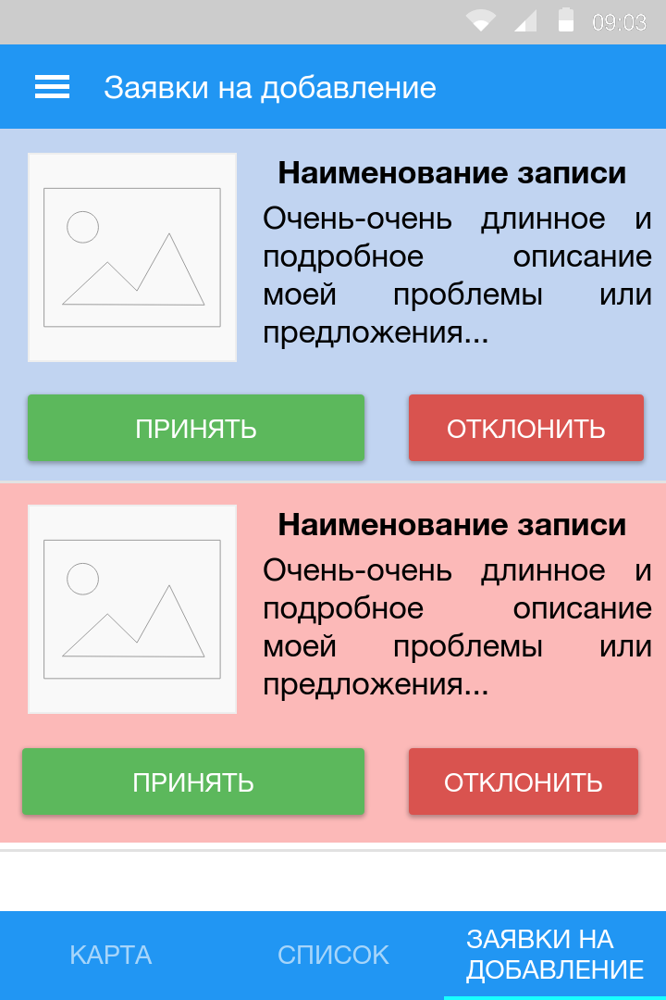 09:03
Заявки на добавление
Наименование записи
Очень-очень длинное и
подробное описание
моей проблемы или
предложения...
ПРИНЯТЬ ОТКЛОНИТЬ
Наименование записи
Очень-очень длинное и
подробное описание
моей проблемы или
предложения...
ПРИНЯТЬ ОТКЛОНИТЬ
КАРТА СПИСОК ЗАЯВКИ НА
ДОБАВЛЕНИЕ